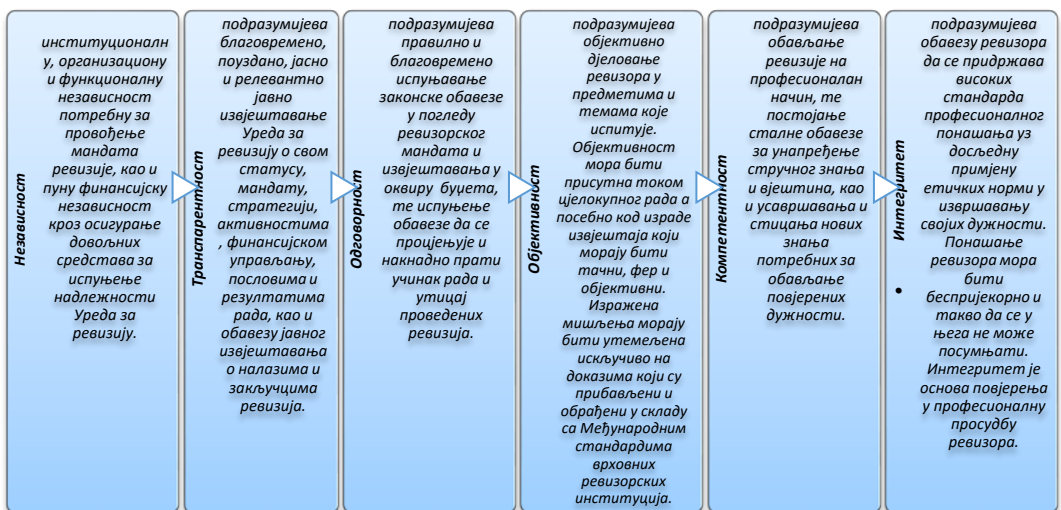 Независност
институционалн
у, организациону
и функционалну
независност
потребну за
провођење
мандата
ревизије, као и
пуну финансијску
независност
кроз осигурање
довољних
средстава за
испуњење
надлежности
Уреда за
ревизију.
Транспарентност
подразумијева
благовремено,
поуздано, јасно
и релевантно
јавно
извјештавање
Уреда за
ревизију о свом
статусу,
мандату,
стратегији,
активностима
, финансијском
управљању,
пословима и
резултатима
рада, као и
обавезу јавног
извјештавања
о налазима и
закључцима
ревизија.
Одговорност
подразумијева
правилно и
благовремено
испуњавање
законске обавезе
у погледу
ревизорског
мандата и
извјештавања у
оквиру буџета,
те испуњење
обавезе да се
процјењује и
накнадно прати
учинак рада и
утицај
проведених
ревизија.
Објективност
подразумијева
објективно
дјеловање
ревизора у
предметима и
темама које
испитује.
Објективност
мора бити
присутна током
цјелокупног рада а
посебно код израде
извјештаја који
морају бити
тачни, фер и
објективни.
Изражена
мишљења морају
бити утемељена
искључиво на
доказима који су
прибављени и
обрађени у складу
са Међународним
стандардима
врховних
ревизорских
институција.
Компетентност
подразумијева
обављање
ревизије на
професионалан
начин, те
постојање
сталне обавезе
за унапређење
стручног знања
и вјештина, као
и усавршавања и
стицања нових
знања
потребних за
обављање
повјерених
дужности.
Интегритет
•
подразумијева
обавезу ревизора
да се придржава
високих
стандарда
професионалног
понашања уз
досљедну
примјену
етичких норми у
извршавању
својих дужности.
Понашање
ревизора мора
бити
беспријекорно и
такво да се у
њега не може
посумњати.
Интегритет је
основа повјерења
у професионалну
просудбу
ревизора.